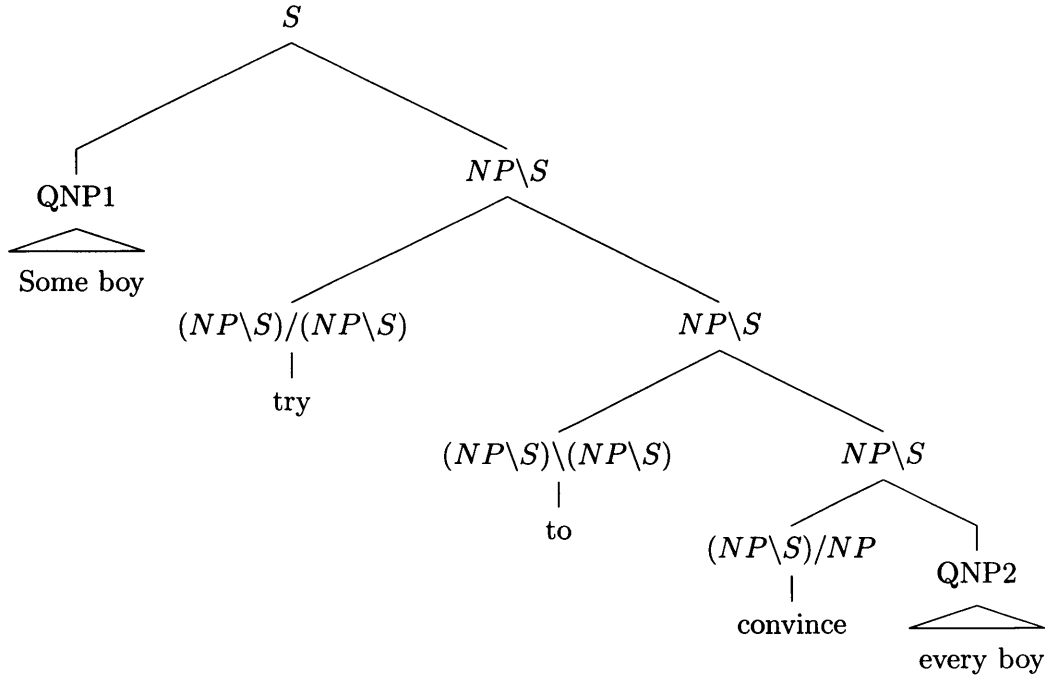 S
NP\S
QNP1
Some boy
(NP\S)/(NP\S)
NP\S
try
(NP\S)\(NP\S)
NP\S
to
(NP\S)/NP
QNP2
convince
every boy